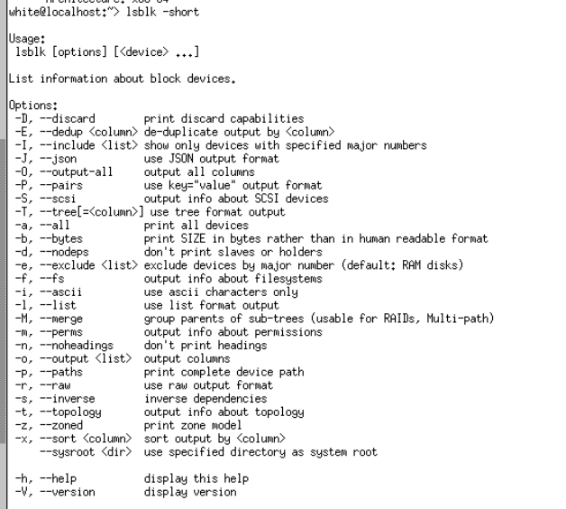 white@localhost:~> lsblk -short

Usage:
 lsblk [options] [<device> ...]

List information about block devices.

Options:
 -D, --discard        print discard capabilities
 -E, --dedup <column> de-duplicate output by <column>
 -I, --include <list> show only devices with specified major numbers
 -J, --json           use JSON output format
 -O, --output-all     output all columns
 -P, --pairs          use key="value" output format
 -S, --scsi           output info about SCSI devices
 -T, --tree[=<column>] use tree format output
 -a, --all            print all devices
 -b, --bytes          print SIZE in bytes rather than in human readable format
 -d, --nodeps         don't print slaves or holders
 -e, --exclude <list> exclude devices by major number (default: RAM disks)
 -f, --fs             output info about filesystems
 -i, --ascii          use ascii characters only
 -l, --list           use list format output
 -M, --merge          group parents of sub-trees (usable for RAIDs, Multi-path)
 -m, --perms          output info about permissions
 -n, --noheadings     don't print headings
 -o, --output <list>  output columns
 -p, --paths          print complete device path
 -r, --raw            use raw output format
 -s, --inverse        inverse dependencies
 -t, --topology       output info about topology
 -z, --zoned          print zone model
 -x, --sort <column>  sort output by <column>
     --sysroot <dir>  use specified directory as system root

 -h, --help           display this help
 -V, --version        display version